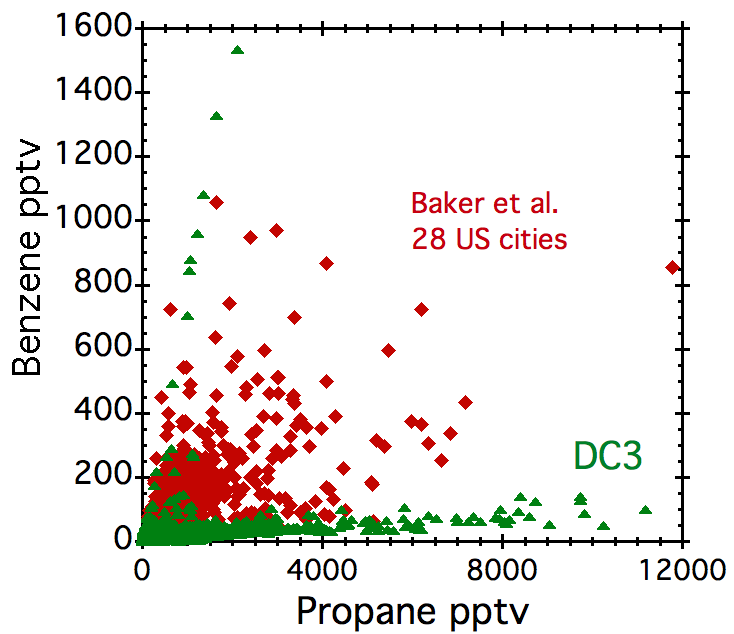 1600
1400
1200
1000
800
600
400
200
0
Benzene pptv
Baker et al.
28 US cities
DC3
0 4000 8000 12000
Propane pptv